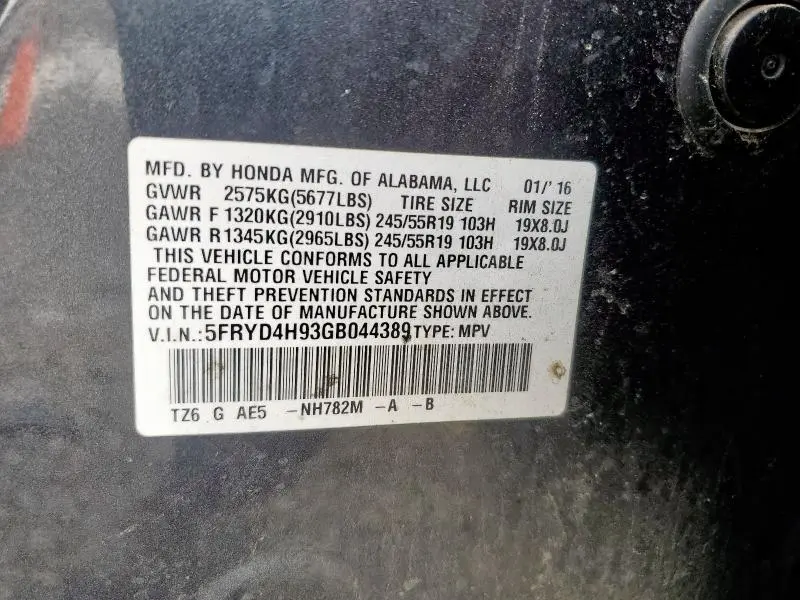 MFD. BY HONDA MFG. OF ALABAMA, LLC 01/'16
GVWR 2575KG(5677LBS) TIRE SIZE RIM SIZE
GAWR F 1320KG(2910LBS) 245/55R19 103H 19X8.0J
GAWR R 1345KG(2965LBS) 245/55R19 103H 19X8.0J
THIS VEHICLE CONFORMS TO ALL APPLICABLE
FEDERAL MOTOR VEHICLE SAFETY
AND THEFT PREVENTION STANDARDS IN EFFECT
ON THE DATE OF MANUFACTURE SHOWN ABOVE.
V.I.N.:5FRYD4H93GB044389 TYPE: MPV
TZ6 G AE5 -NH782M -A -B